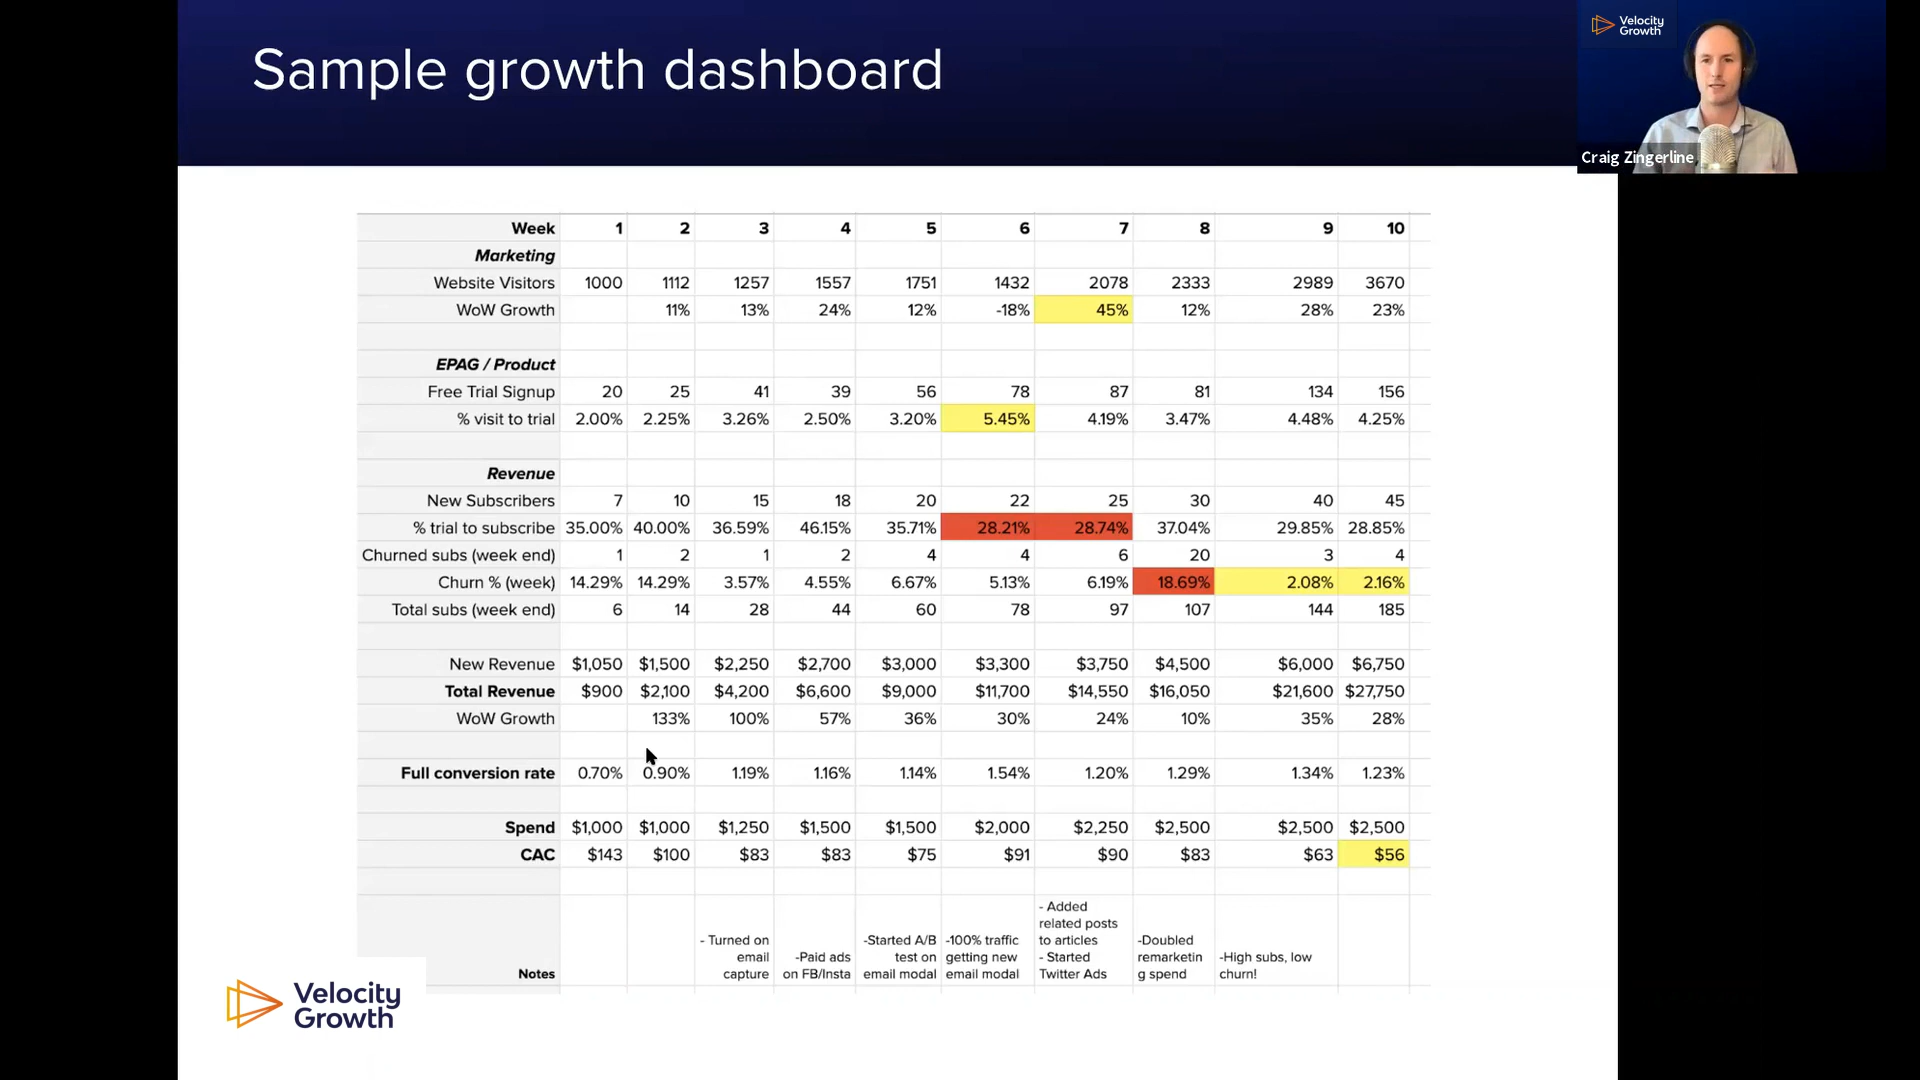 Sample growth dashboard
Velocity
Growth
Craig Zingerline
Week 1 2 3 4 5 6 7 8 9 10
Marketing
Website Visitors 1000 1112 1257 1557 1751 1432 2078 2333 2989 3670
WoW Growth 11% 13% 24% 12% -18% 45% 12% 28% 23%
EPAG / Product
Free Trial Signup 20 25 41 39 56 78 87 81 134 156
% visit to trial 2.00% 2.25% 3.26% 2.50% 3.20% 5.45% 4.19% 3.47% 4.48% 4.25%
Revenue
New Subscribers 7 10 15 18 20 22 25 30 40 45
% trial to subscribe 35.00% 40.00% 36.59% 46.15% 35.71% 28.21% 28.74% 37.04% 29.85% 28.85%
Churned subs (week end) 1 2 1 2 4 4 6 20 3 4
Churn % (week) 14.29% 14.29% 3.57% 4.55% 6.67% 5.13% 6.19% 18.69% 2.08% 2.16%
Total subs (week end) 6 14 28 44 60 78 97 107 144 185
New Revenue $1,050 $1,500 $2,250 $2,700 $3,000 $3,300 $3,750 $4,500 $6,000 $6,750
Total Revenue $900 $2,100 $4,200 $6,600 $9,000 $11,700 $14,550 $16,050 $21,600 $27,750
WoW Growth 133% 100% 57% 36% 30% 24% 10% 35% 28%
Full conversion rate 0.70% 0.90% 1.19% 1.16% 1.14% 1.54% 1.20% 1.29% 1.34% 1.23%
Spend $1,000 $1,000 $1,250 $1,500 $1,500 $2,000 $2,250 $2,500 $2,500 $2,500
CAC $143 $100 $83 $83 $75 $91 $90 $83 $63 $56
Notes
- Turned on
email
capture
-Paid ads
on FB/Insta
-Started A/B
test on
email modal
-100% traffic
getting new
email modal
- Added
related posts
to articles
- Started
Twitter Ads
-Doubled
remarketin
g spend
-High subs, low
churn!
Velocity
Growth